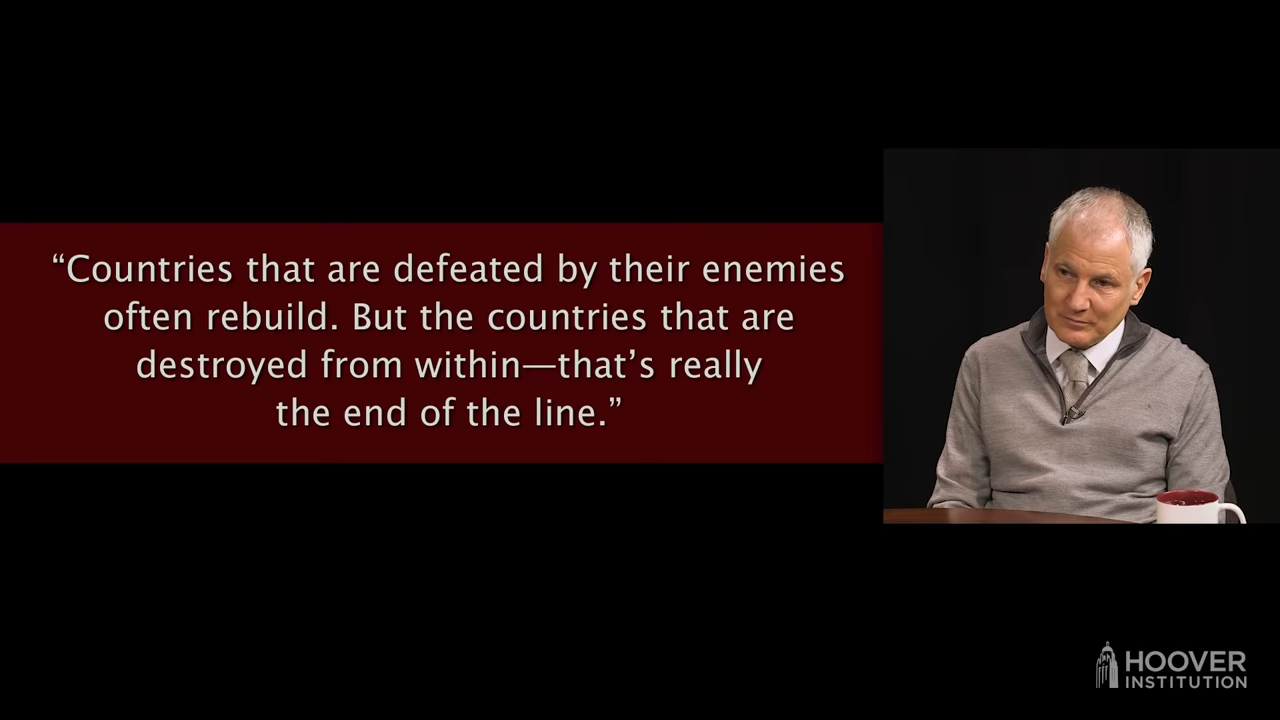 “Countries that are defeated by their enemies
often rebuild. But the countries that are
destroyed from within—that’s really
the end of the line.”
HOOVER
INSTITUTION